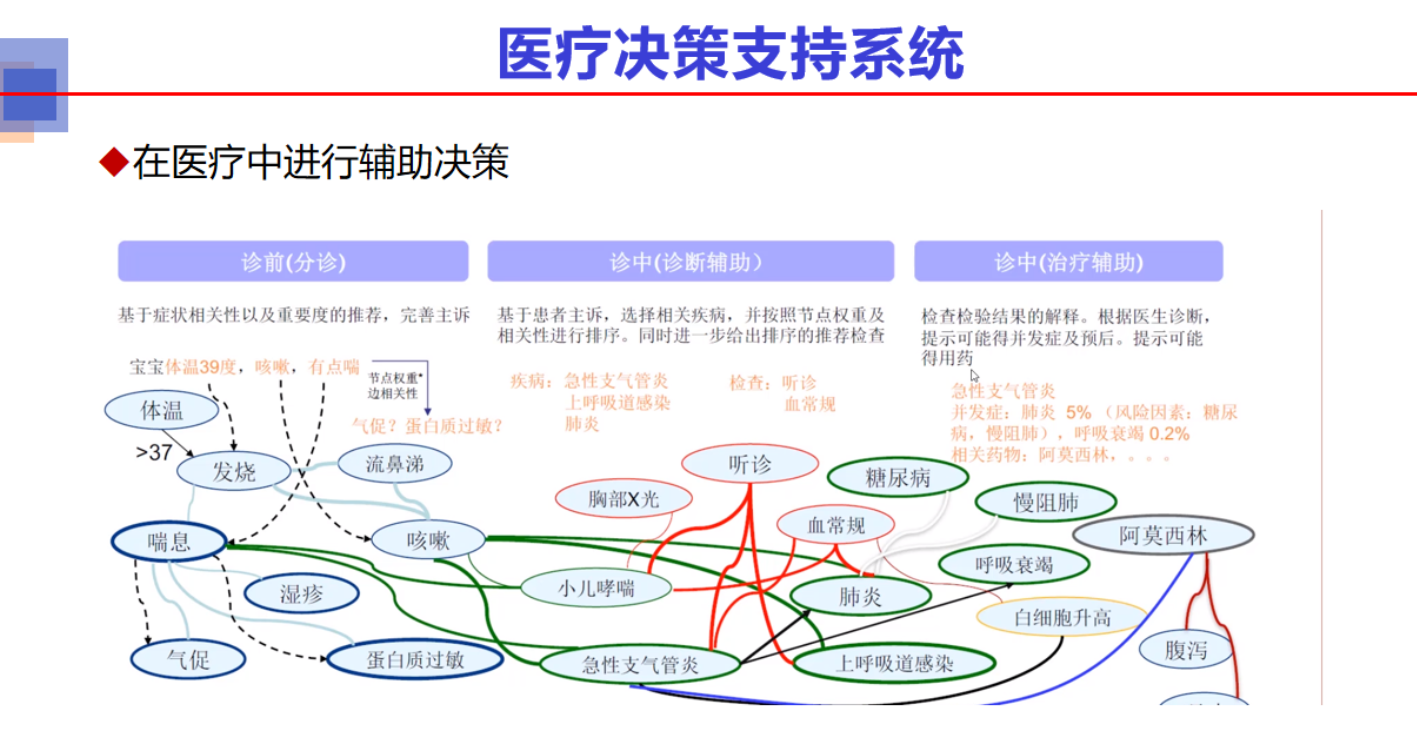 医疗决策支持系统
◆在医疗中进行辅助决策
诊前(分诊)
诊中(诊断辅助)
诊中(治疗辅助)
基于症状相关性以及重要度的推荐，完善主诉
基于患者主诉，选择相关疾病，并按照节点权重及
相关性进行排序。同时进一步给出排序的推荐检查
检查检验结果的解释。根据医生诊断，
提示可能得并发症及预后。提示可能
得用药
宝宝体温39度，咳嗽，有点喘
节点权重*
边相关性
气促？蛋白质过敏？
疾病：急性支气管炎
上呼吸道感染
肺炎
检查：听诊
血常规
急性支气管炎
并发症：肺炎 5% （风险因素：糖尿
病，慢阻肺），呼吸衰竭 0.2%
相关药物：阿莫西林，。。。
体温
>37
发烧
流鼻涕
听诊
糖尿病
胸部X光
慢阻肺
血常规
阿莫西林
喘息
咳嗽
呼吸衰竭
湿疹
小儿哮喘
肺炎
白细胞升高
气促
蛋白质过敏
急性支气管炎
上呼吸道感染
腹泻